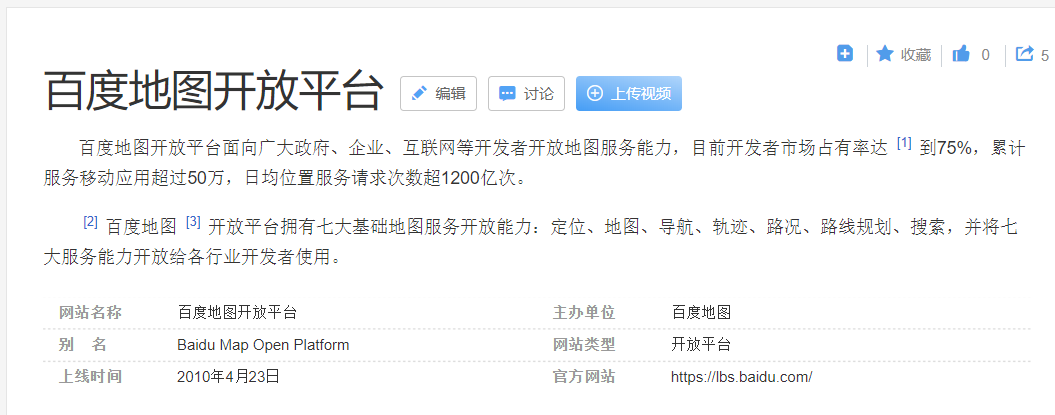 收藏 0 5
百度地图开放平台 编辑 讨论 上传视频
百度地图开放平台面向广大政府、企业、互联网等开发者开放地图服务能力，目前开发者市场占有率达 [1] 到75%，累计
服务移动应用超过50万，日均位置服务请求次数超1200亿次。
[2] 百度地图 [3] 开放平台拥有七大基础地图服务开放能力：定位、地图、导航、轨迹、路况、路线规划、搜索，并将七
大服务能力开放给各行业开发者使用。
网站名称 百度地图开放平台 主办单位 百度地图
别 名 Baidu Map Open Platform 网站类型 开放平台
上线时间 2010年4月23日 官方网站 https://lbs.baidu.com/